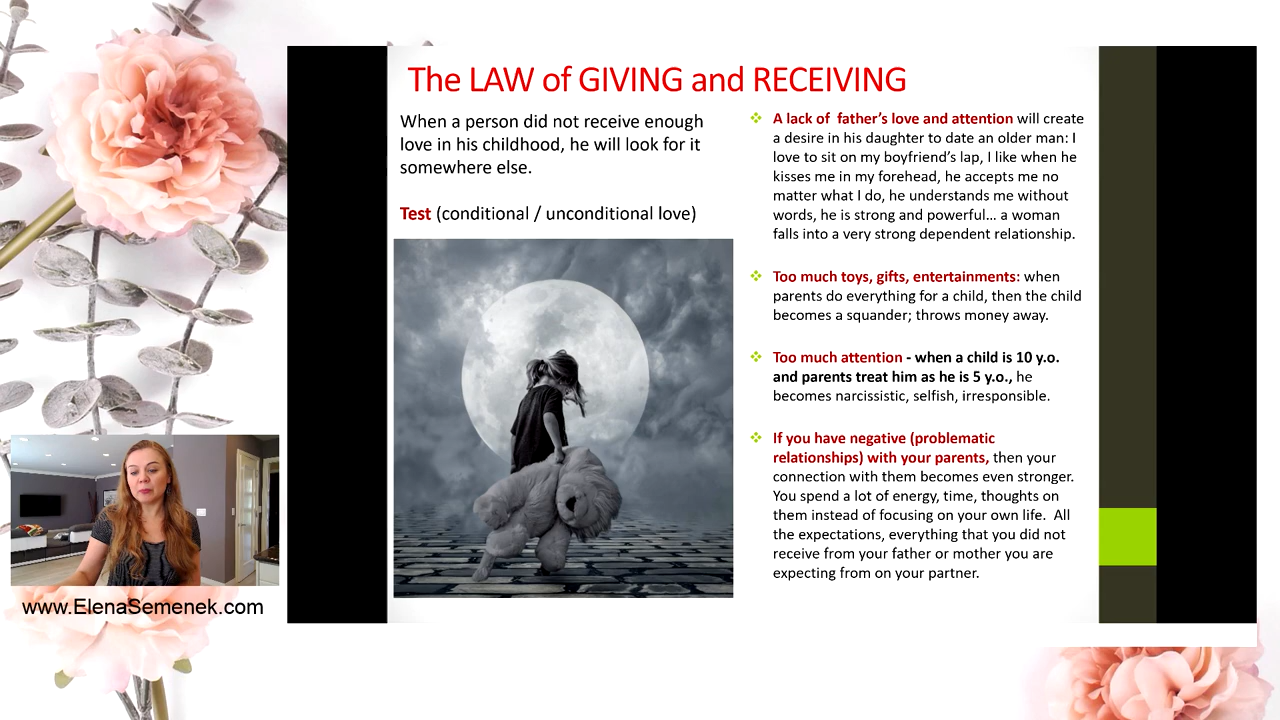 The LAW of GIVING and RECEIVING
When a person did not receive enough
love in his childhood, he will look for it
somewhere else.
Test (conditional / unconditional love)
❖ A lack of  father’s love and attention will create
a desire in his daughter to date an older man: I
love to sit on my boyfriend’s lap, I like when he
kisses me in my forehead, he accepts me no
matter what I do, he understands me without
words, he is strong and powerful... a woman
falls into a very strong dependent relationship.
❖ Too much toys, gifts, entertainments: when
parents do everything for a child, then the child
becomes a squander; throws money away.
❖ Too much attention - when a child is 10 y.o.
and parents treat him as he is 5 y.o., he
becomes narcissistic, selfish, irresponsible.
❖ If you have negative (problematic
relationships) with your parents, then your
connection with them becomes even stronger.
You spend a lot of energy, time, thoughts on
them instead of focusing on your own life.  All
the expectations, everything that you did not
receive from your father or mother you are
expecting from on your partner.
www.ElenaSemenek.com